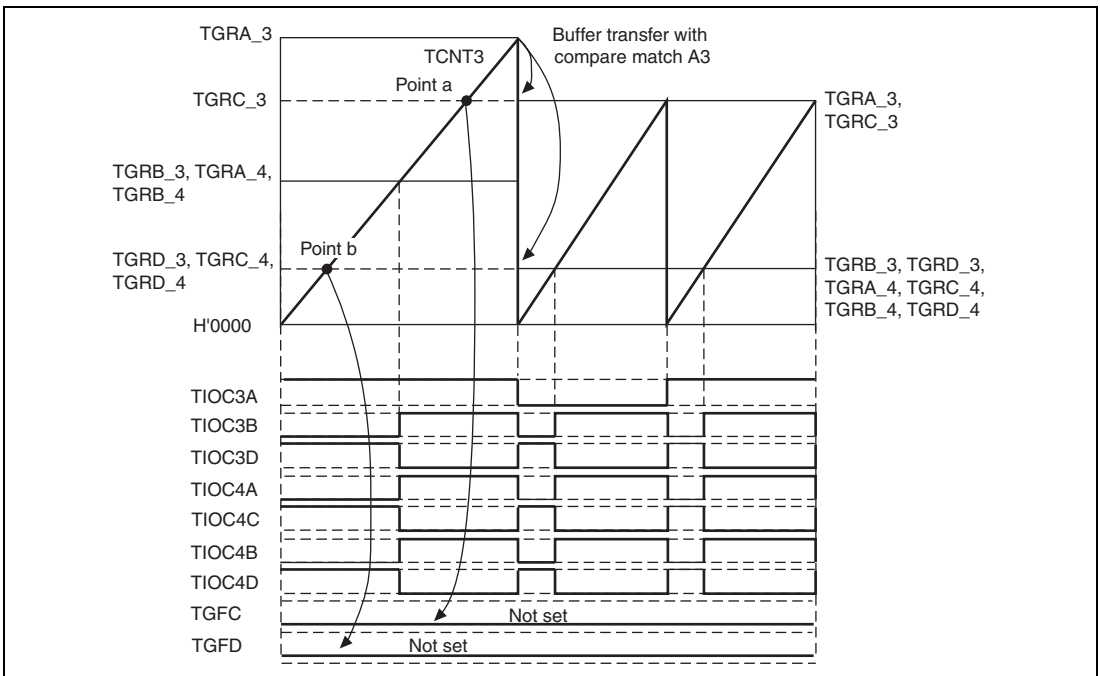 TGRA_3
TCNT3
Buffer transfer with
compare match A3
Point a
TGRC_3
TGRA_3,
TGRC_3
TGRB_3, TGRA_4,
TGRB_4
Point b
TGRD_3, TGRC_4,
TGRD_4
TGRB_3, TGRD_3,
TGRA_4, TGRC_4,
TGRB_4, TGRD_4
H'0000
TIOC3A
TIOC3B
TIOC3D
TIOC4A
TIOC4C
TIOC4B
TIOC4D
TGFC
Not set
TGFD
Not set